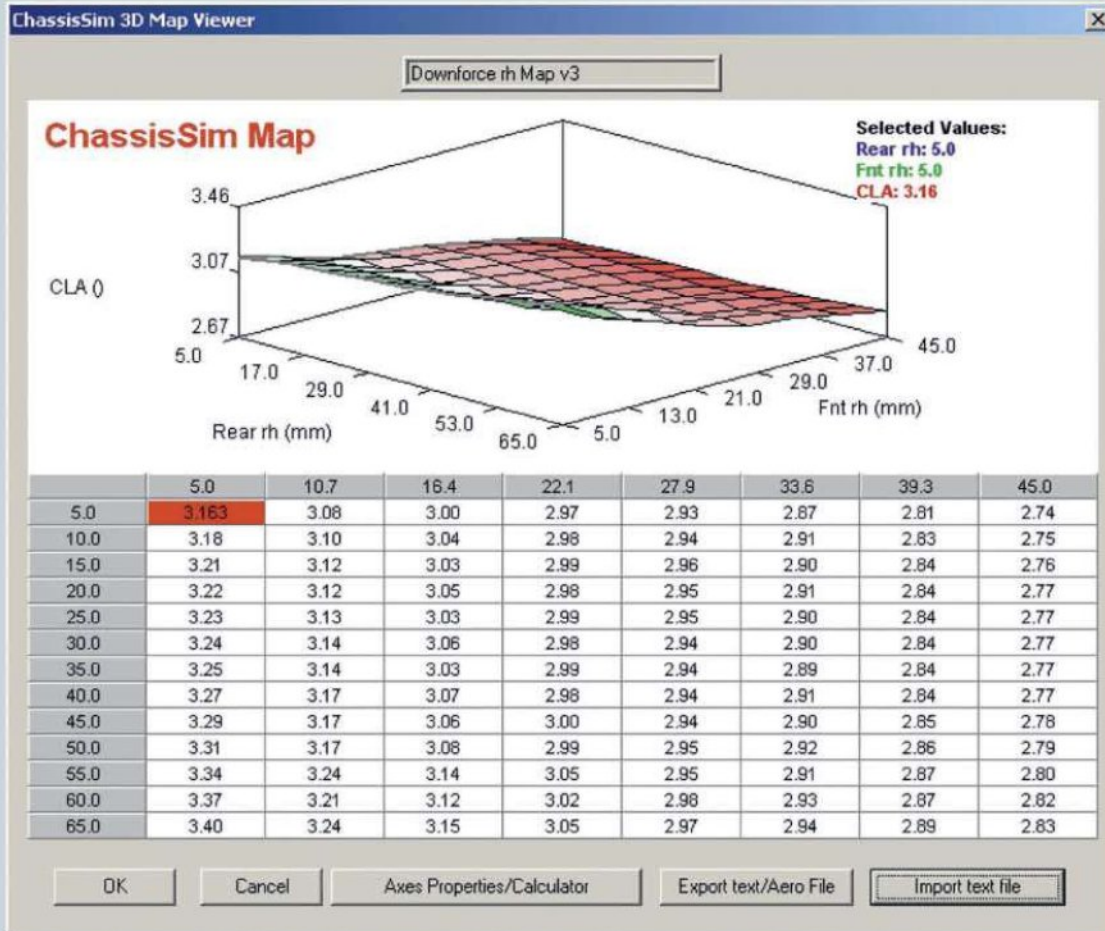 ChassisSim 3D Map Viewer
Downforce rh Map v3
ChassisSim Map
Selected Values:
Rear rh: 5.0
Fnt rh: 5.0
CLA: 3.16
3.46
3.07
2.67
CLA ()
5.0
17.0
29.0
41.0
53.0
65.0
Rear rh (mm)
5.0
13.0
21.0
29.0
37.0
45.0
Fnt rh (mm)
5.0 10.7 16.4 22.1 27.9 33.6 39.3 45.0
5.0 3.163 3.08 3.00 2.97 2.93 2.87 2.81 2.74
10.0 3.18 3.10 3.04 2.98 2.94 2.91 2.83 2.75
15.0 3.21 3.12 3.03 2.99 2.96 2.90 2.84 2.76
20.0 3.22 3.12 3.05 2.98 2.95 2.91 2.84 2.77
25.0 3.23 3.13 3.03 2.99 2.95 2.90 2.84 2.77
30.0 3.24 3.14 3.06 2.98 2.94 2.90 2.84 2.77
35.0 3.25 3.14 3.03 2.99 2.94 2.89 2.84 2.77
40.0 3.27 3.17 3.07 2.98 2.94 2.91 2.84 2.77
45.0 3.29 3.17 3.06 3.00 2.94 2.90 2.85 2.78
50.0 3.31 3.17 3.08 2.99 2.95 2.92 2.86 2.79
55.0 3.34 3.24 3.14 3.05 2.95 2.91 2.87 2.80
60.0 3.37 3.21 3.12 3.02 2.98 2.93 2.87 2.82
65.0 3.40 3.24 3.15 3.05 2.97 2.94 2.89 2.83
OK Cancel Axes Properties/Calculator Export text/Aero File Import text file